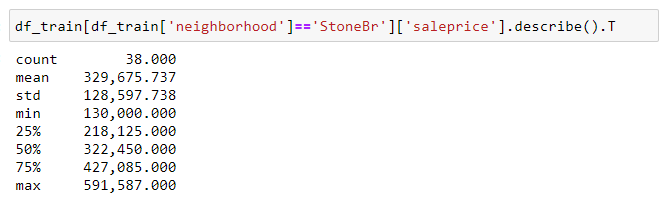 df_train[df_train['neighborhood']=='StoneBr']['saleprice'].describe().T
count 38.000
mean 329,675.737
std 128,597.738
min 130,000.000
25% 218,125.000
50% 322,450.000
75% 427,085.000
max 591,587.000